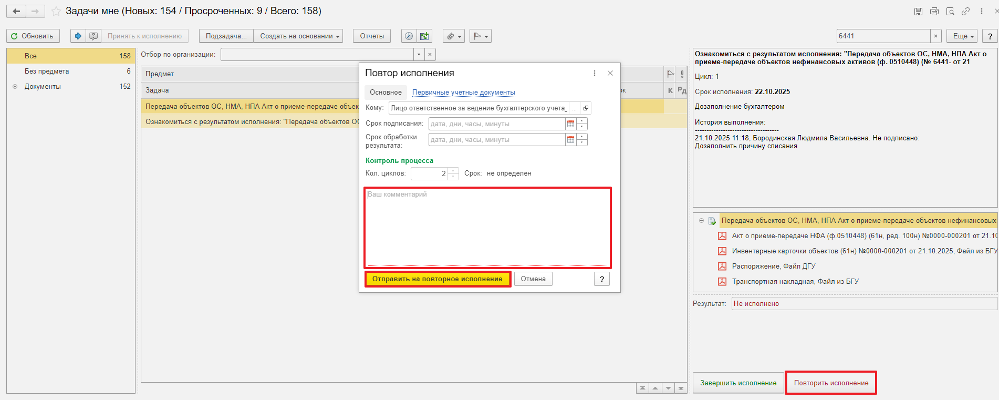 Задачи мне (Новых: 154 / Просроченных: 9 / Всего: 158)
Обновить
Принять к исполнению
Подзадача...
Создать на основании
Отчеты
6441
×
Еще
?
Все 158
Без предмета 6
Документы 152
Отбор по организации:
Предмет
Задача
К
Передача объектов ОС, НМА, НПА Акт о приеме-передаче объек
Ознакомиться с результатом исполнения: "Передача объектов ОС
Повтор исполнения
Основное
Первичные учетные документы
Кому: Лицо ответственное за ведение бухгалтерского учета_ ...
Срок подписания: дата, дни, часы, минуты
Срок обработки
результата:
дата, дни, часы, минуты
Контроль процесса
Кол. циклов: 2 Срок: не определен
Ваш комментарий
Отправить на повторное исполнение
Отмена
?
Ознакомиться с результатом исполнения: "Передача объектов ОС, НМА, НПА Акт о
приеме-передаче объектов нефинансовых активов (ф. 0510448) (№ 6441- от 21
Цикл: 1
Срок исполнения: 22.10.2025
Дозаполнение бухгалтером
История выполнения:
-----------------------------------
21.10.2025 11:18, Бородинская Людмила Васильевна. Не подписано:
Дозаполнить причину списания
Передача объектов ОС, НМА, НПА Акт о приеме-передаче объектов нефинансовых
Акт о приеме-передаче НФА (ф.0510448) (61н, ред. 100н) №0000-000201 от 21.10
Инвентарные карточки объектов (61н) №0000-000201 от 21.10.2025, Файл из БГУ
Распоряжение, Файл ДГУ
Транспортная накладная, Файл из БГУ
Результат: Не исполнено
Завершить исполнение
Повторить исполнение